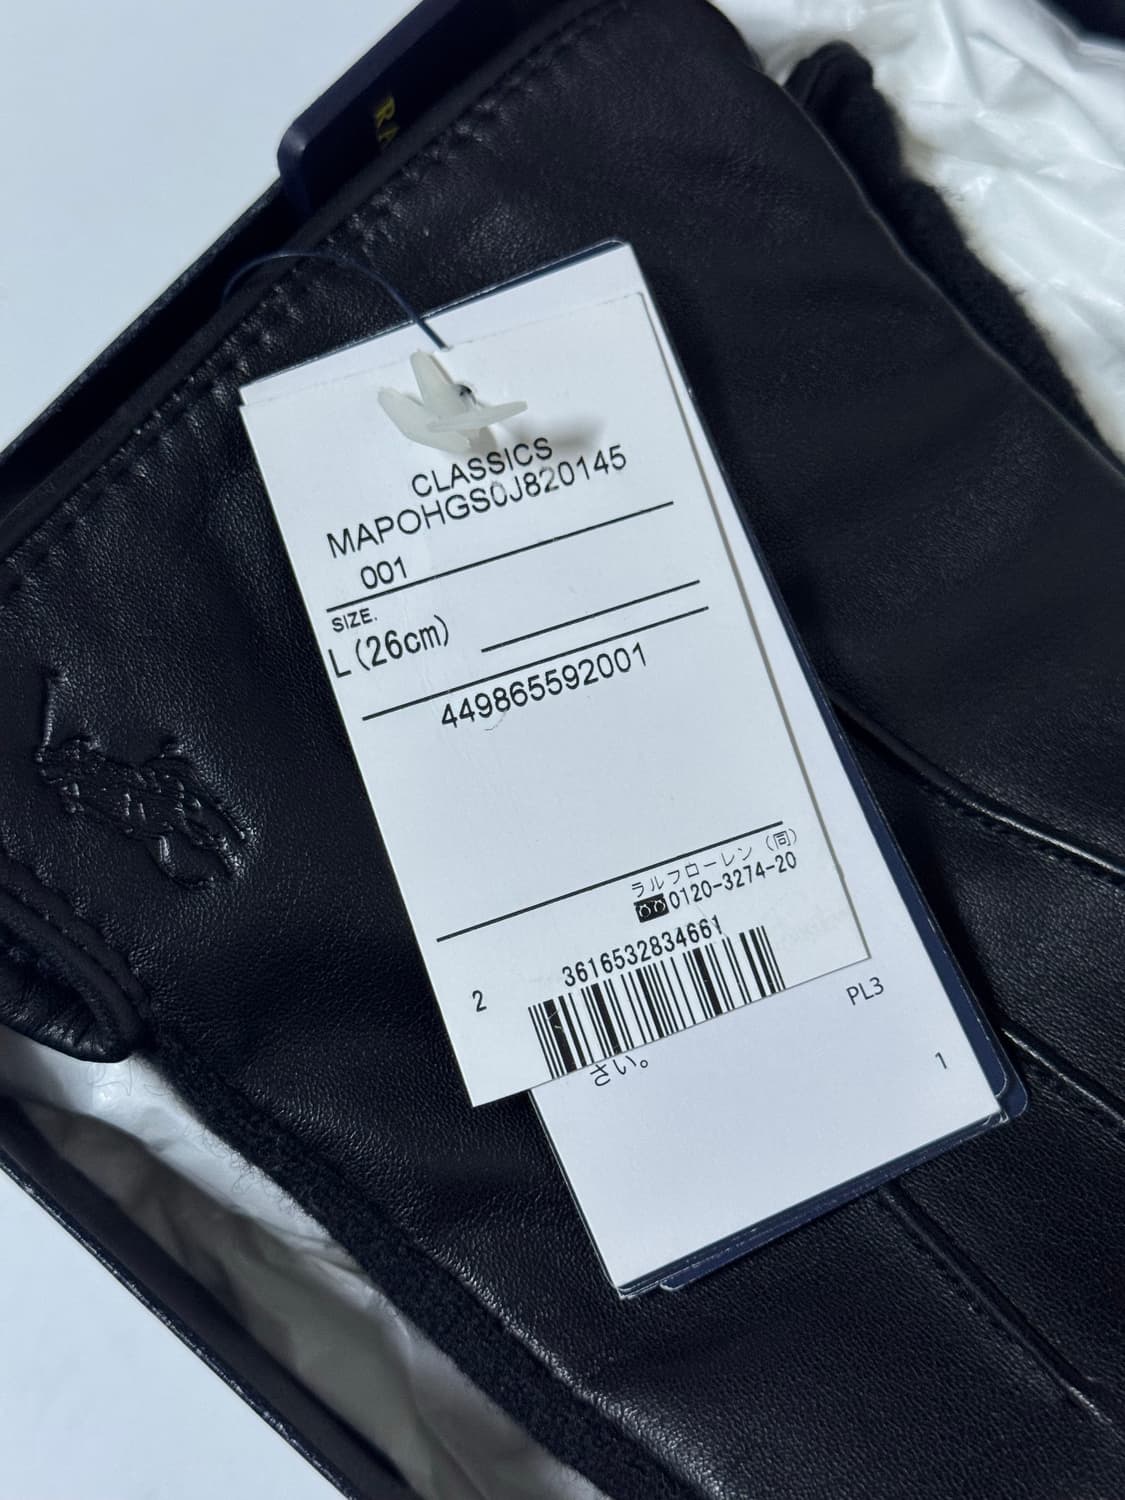 RA
CLASSICS
MAPOHGS0J820145
001
SIZE.
L(26cm)
449865592001
ラルフローレン(同)
0120-3274-20
3616532834661
2
PL3
さい。
1